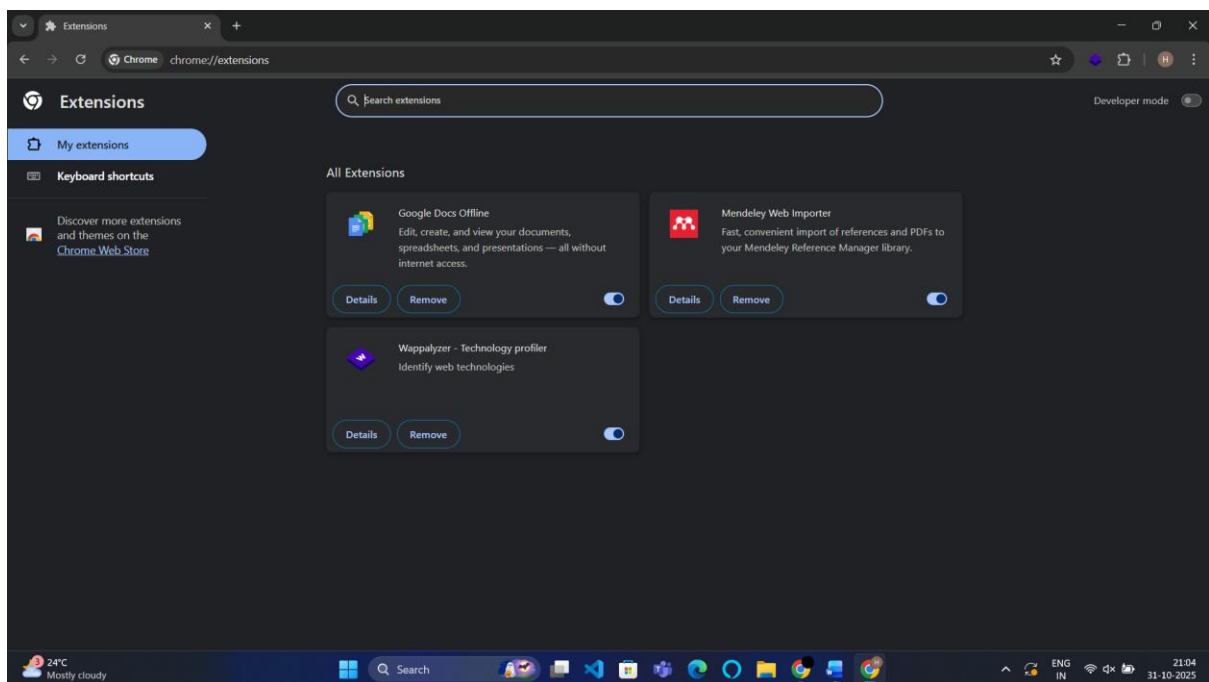 Extensions
Chrome
chrome://extensions
H
Extensions
Search extensions
Developer mode
My extensions
Keyboard shortcuts
Discover more extensions
and themes on the
Chrome Web Store
All Extensions
Google Docs Offline
Edit, create, and view your documents,
spreadsheets, and presentations — all without
internet access.
Details
Remove
Mendeley Web Importer
Fast, convenient import of references and PDFs to
your Mendeley Reference Manager library.
Details
Remove
Wappalyzer - Technology profiler
Identify web technologies
Details
Remove
3
24°C
Mostly cloudy
Search
ENG
IN
21:04
31-10-2025